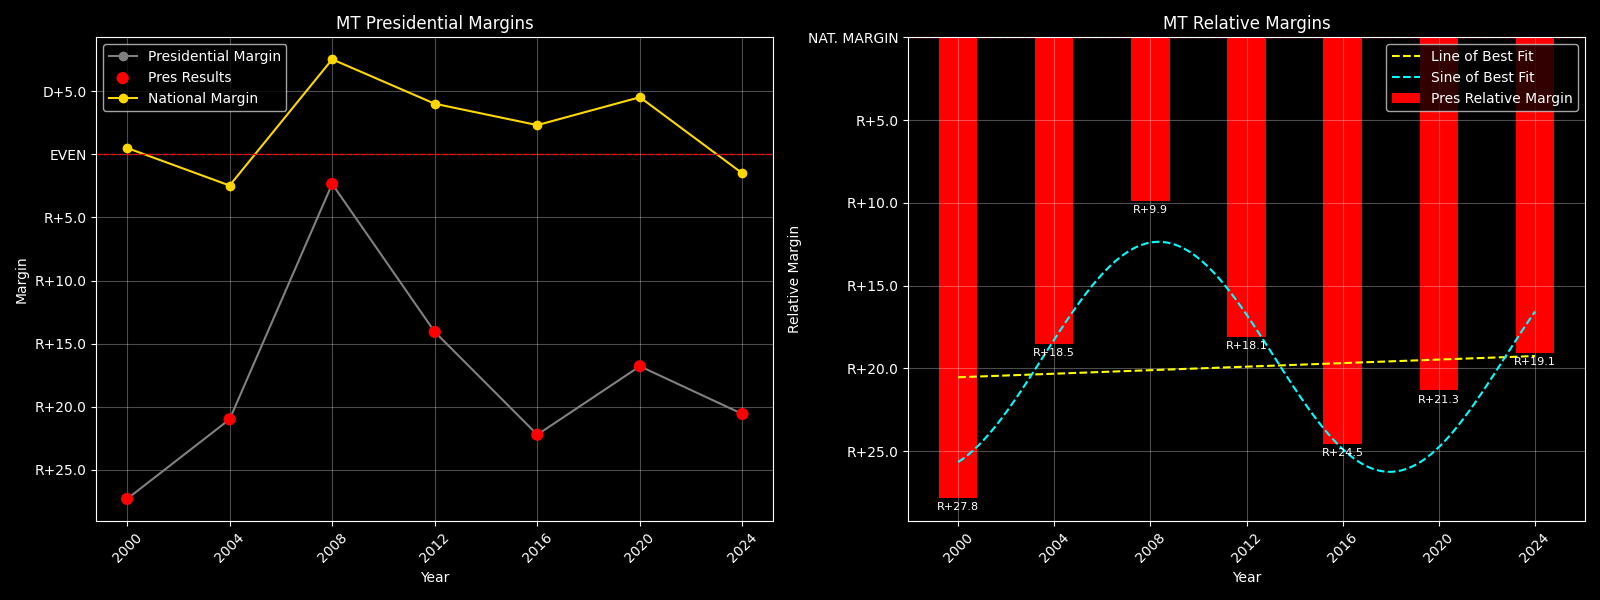 MT Presidential Margins
Presidential Margin
Pres Results
National Margin
D+5.0
EVEN
R+5.0
R+10.0
R+15.0
R+20.0
R+25.0
Margin
2000
2004
2008
2012
2016
2020
2024
Year
MT Relative Margins
Line of Best Fit
Sine of Best Fit
Pres Relative Margin
NAT. MARGIN
R+5.0
R+10.0
R+15.0
R+20.0
R+25.0
Relative Margin
R+27.8
R+18.5
R+9.9
R+18.1
R+24.5
R+21.3
R+19.1
2000
2004
2008
2012
2016
2020
2024
Year